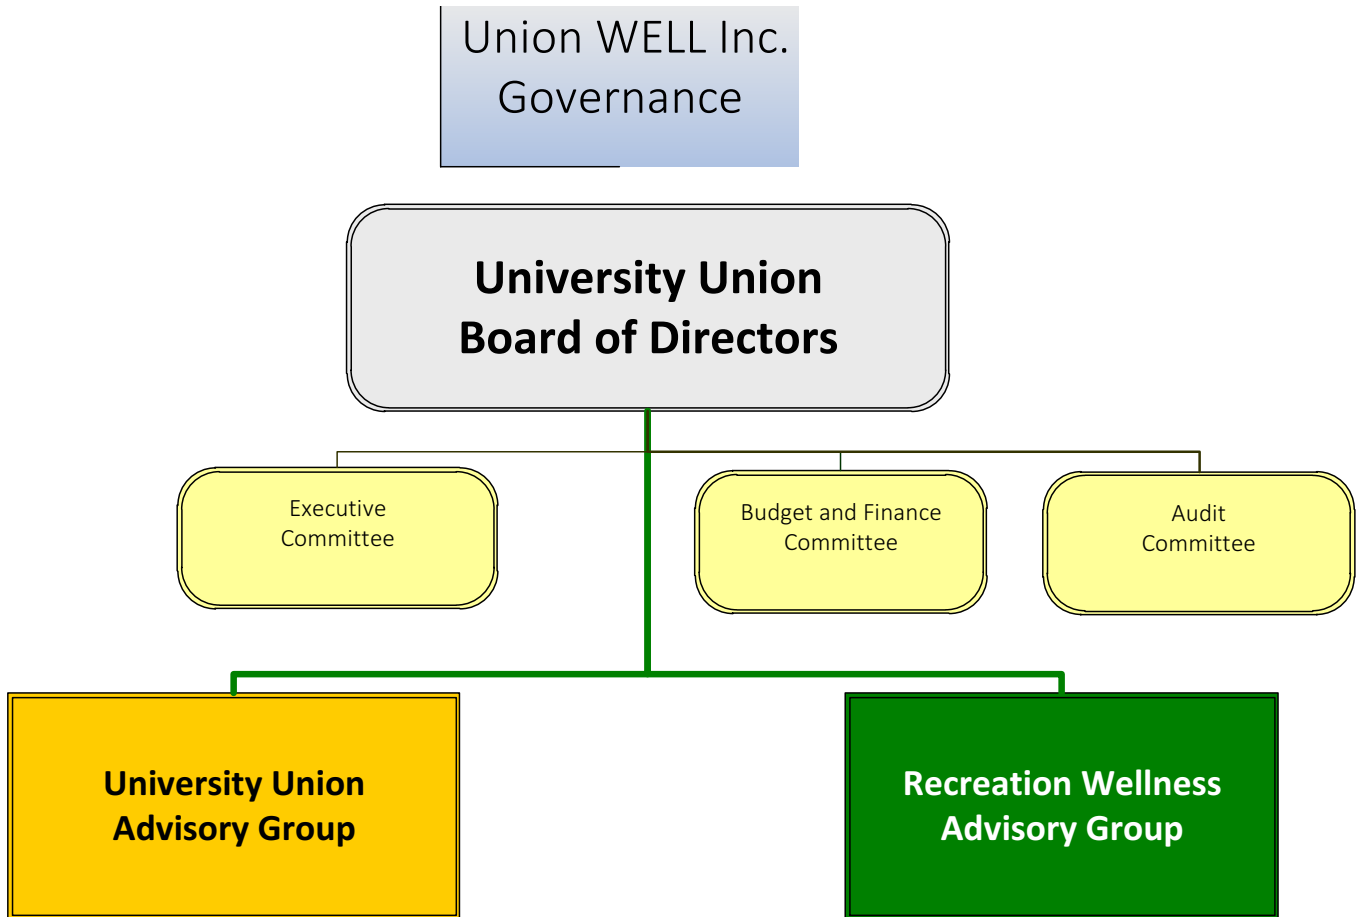 Union WELL Inc.
Governance
University Union
Board of Directors
Executive
Committee
Budget and Finance
Committee
Audit
Committee
University Union
Advisory Group
Recreation Wellness
Advisory Group